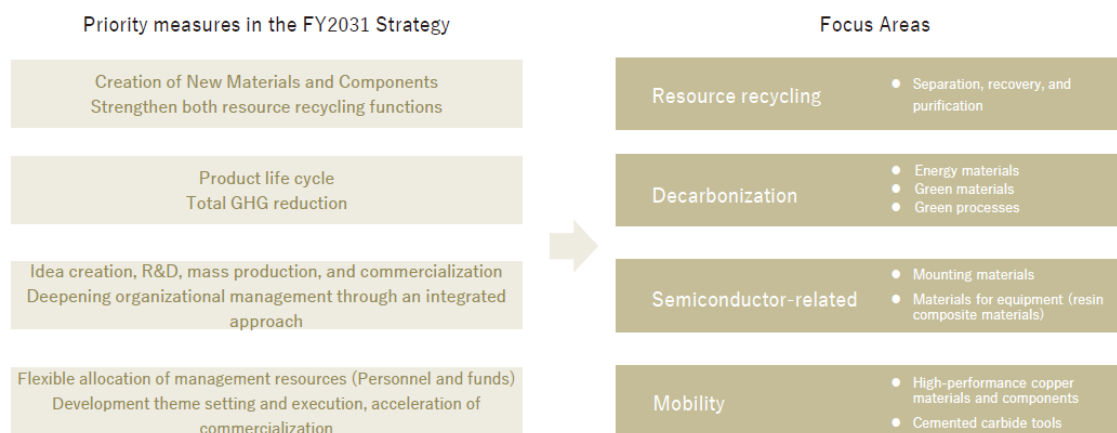 Priority measures in the FY2031 Strategy
Creation of New Materials and Components
Strengthen both resource recycling functions
Product life cycle
Total GHG reduction
Idea creation, R&D, mass production, and commercialization
Deepening organizational management through an integrated
approach
Flexible allocation of management resources (Personnel and funds)
Development theme setting and execution, acceleration of
commercialization
Focus Areas
Resource recycling
● Separation, recovery, and
purification
Decarbonization
● Energy materials
● Green materials
● Green processes
Semiconductor-related
● Mounting materials
● Materials for equipment (resin
composite materials)
Mobility
● High-performance copper
materials and components
● Cemented carbide tools